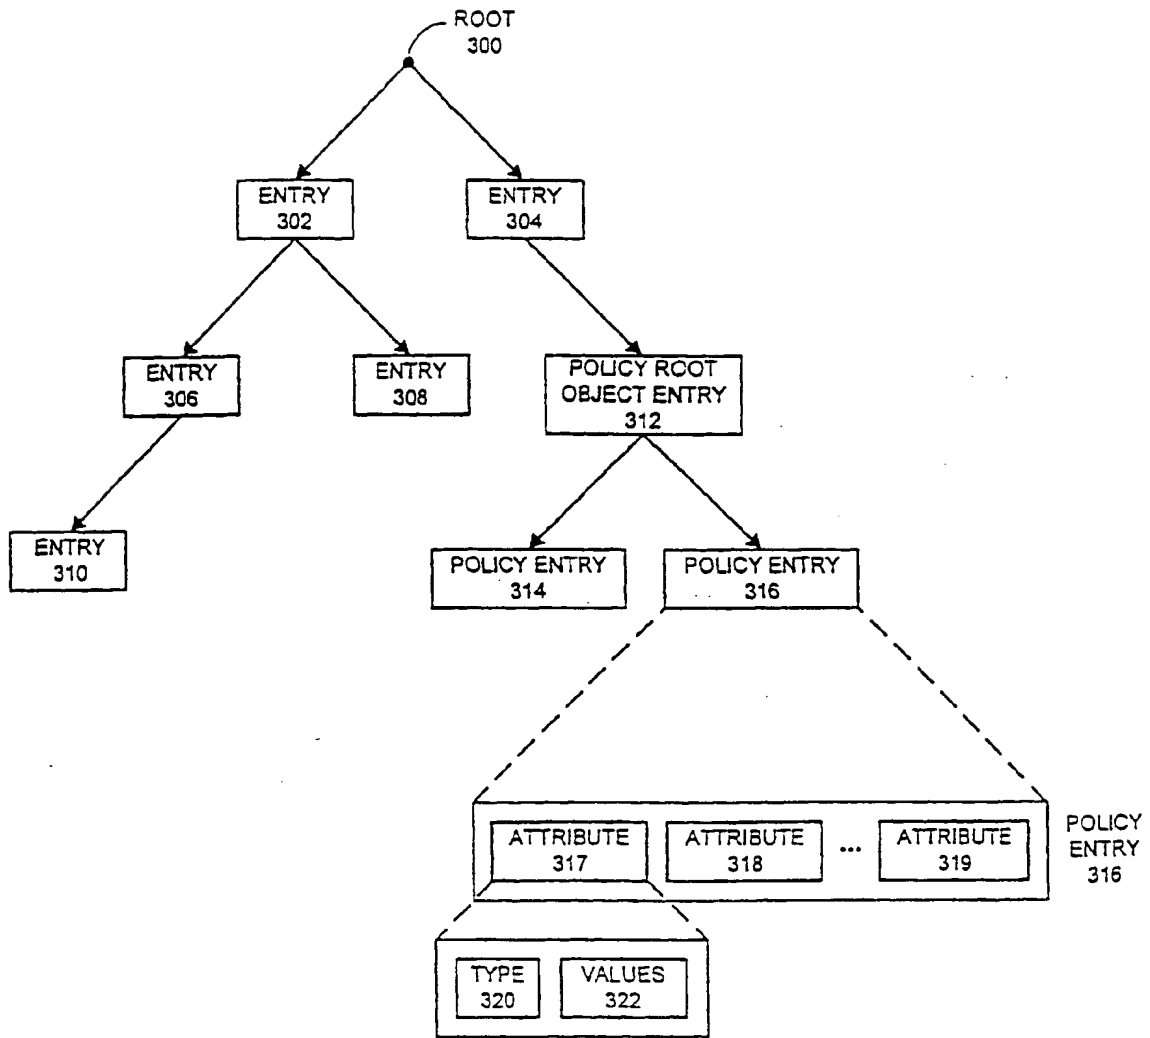 ROOT
300
ENTRY
302
ENTRY
304
ENTRY
306
ENTRY
308
POLICY ROOT
OBJECT ENTRY
312
ENTRY
310
POLICY ENTRY
314
POLICY ENTRY
316
ATTRIBUTE
317
ATTRIBUTE
318
...
ATTRIBUTE
319
POLICY
ENTRY
316
TYPE
320
VALUES
322